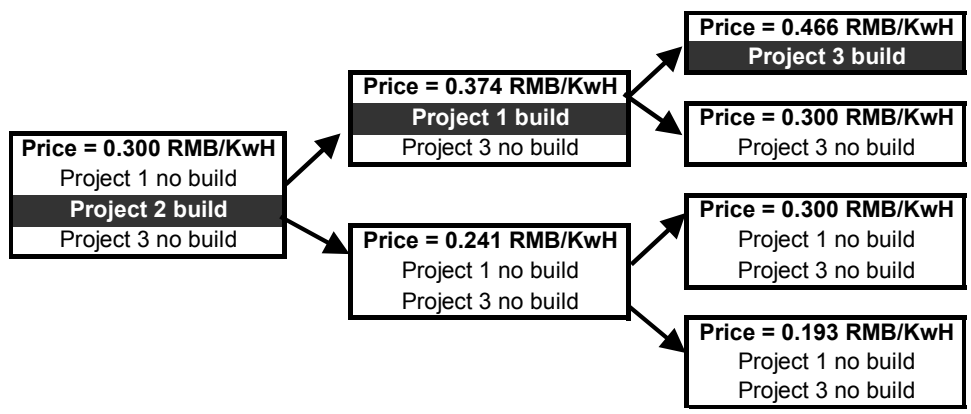 Price = 0.300 RMB/KwH
Project 1 no build
Project 2 build
Project 3 no build
Price = 0.374 RMB/KwH
Project 1 build
Project 3 no build
Price = 0.241 RMB/KwH
Project 1 no build
Project 3 no build
Price = 0.466 RMB/KwH
Project 3 build
Price = 0.300 RMB/KwH
Project 3 no build
Price = 0.300 RMB/KwH
Project 1 no build
Project 3 no build
Price = 0.193 RMB/KwH
Project 1 no build
Project 3 no build